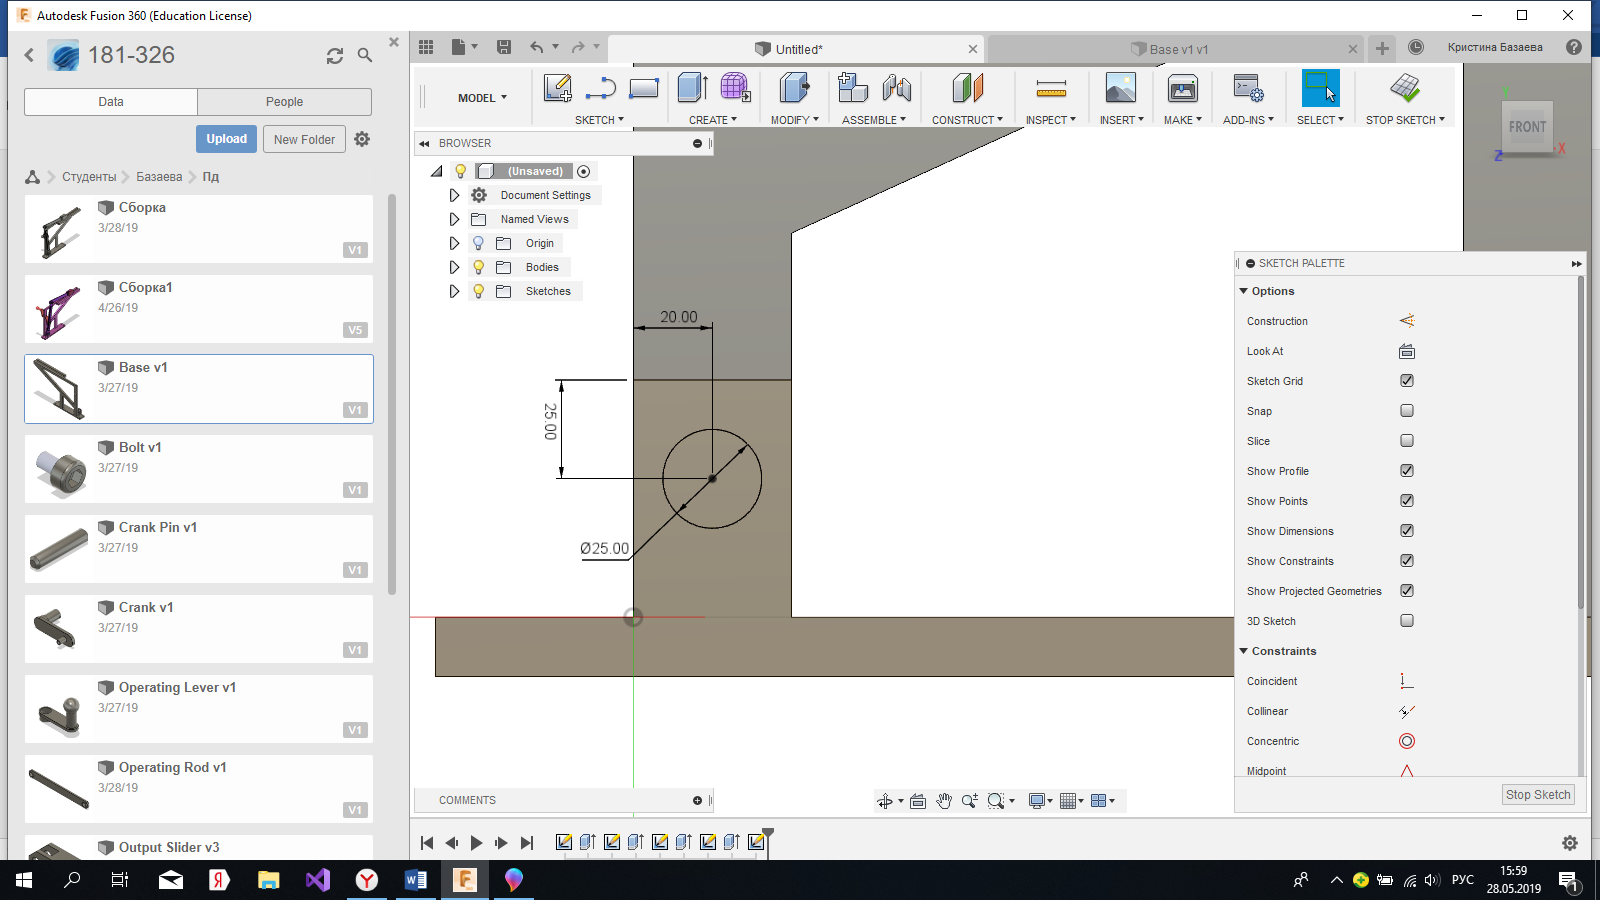 Autodesk Fusion 360 (Education License)
181-326
Data
People
Upload
New Folder
Студенты
Базаева
Пд
Сборка
3/28/19
V1
Сборка1
4/26/19
V5
Base v1
3/27/19
V1
Bolt v1
3/27/19
V1
Crank Pin v1
3/27/19
V1
Crank v1
3/27/19
V1
Operating Lever v1
3/27/19
V1
Operating Rod v1
3/28/19
V1
Output Slider v3
Untitled*
Base v1 v1
Кристина Базаева
MODEL
SKETCH
CREATE
MODIFY
ASSEMBLE
CONSTRUCT
INSPECT
INSERT
MAKE
ADD-INS
SELECT
STOP SKETCH
BROWSER
(Unsaved)
Document Settings
Named Views
Origin
Bodies
Sketches
20.00
25.00
Ø25.00
FRONT
Z
X
SKETCH PALETTE
Options
Construction
Look At
Sketch Grid
Snap
Slice
Show Profile
Show Points
Show Dimensions
Show Constraints
Show Projected Geometries
3D Sketch
Constraints
Coincident
Collinear
Concentric
Midpoint
Stop Sketch
COMMENTS
РУС
15:59
28.05.2019
1